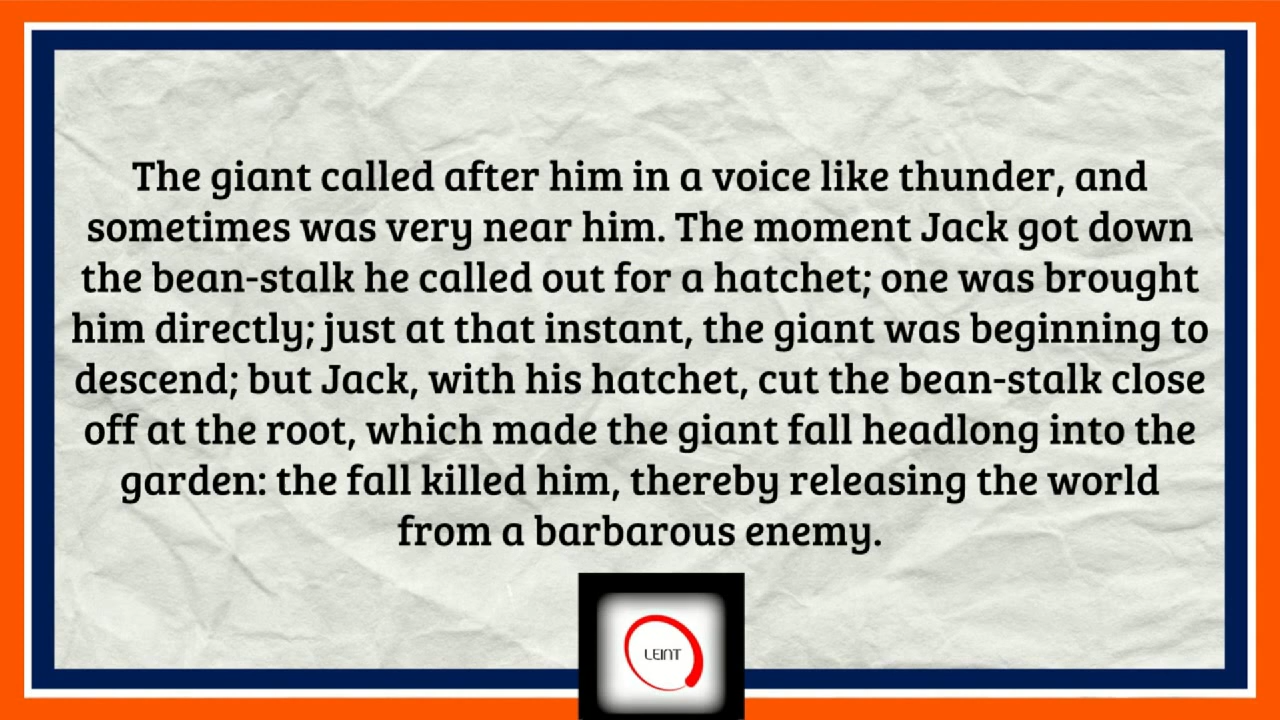 The giant called after him in a voice like thunder, and
sometimes was very near him. The moment Jack got down
the bean-stalk he called out for a hatchet; one was brought
him directly; just at that instant, the giant was beginning to
descend; but Jack, with his hatchet, cut the bean-stalk close
off at the root, which made the giant fall headlong into the
garden: the fall killed him, thereby releasing the world
from a barbarous enemy.
LEINT